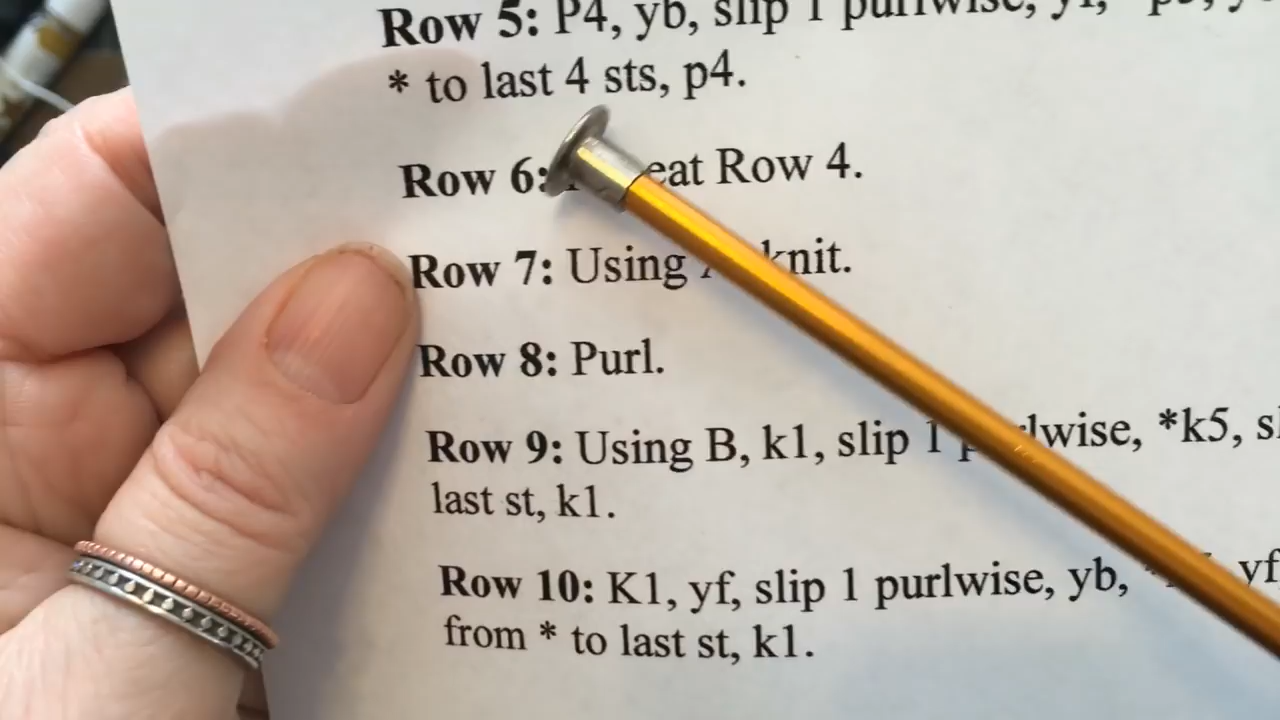 Row 5: P4, yb, slip 1 purlwise, yf,
* to last 4 sts, p4.
Row 6: Row 4.
Row 7: Using knit.
Row 8: Purl.
Row 9: Using B, k1, slip 1 *k5,
last st, k1.
Row 10: K1, yf, slip 1 purlwise, yb, yf
from * to last st, k1.